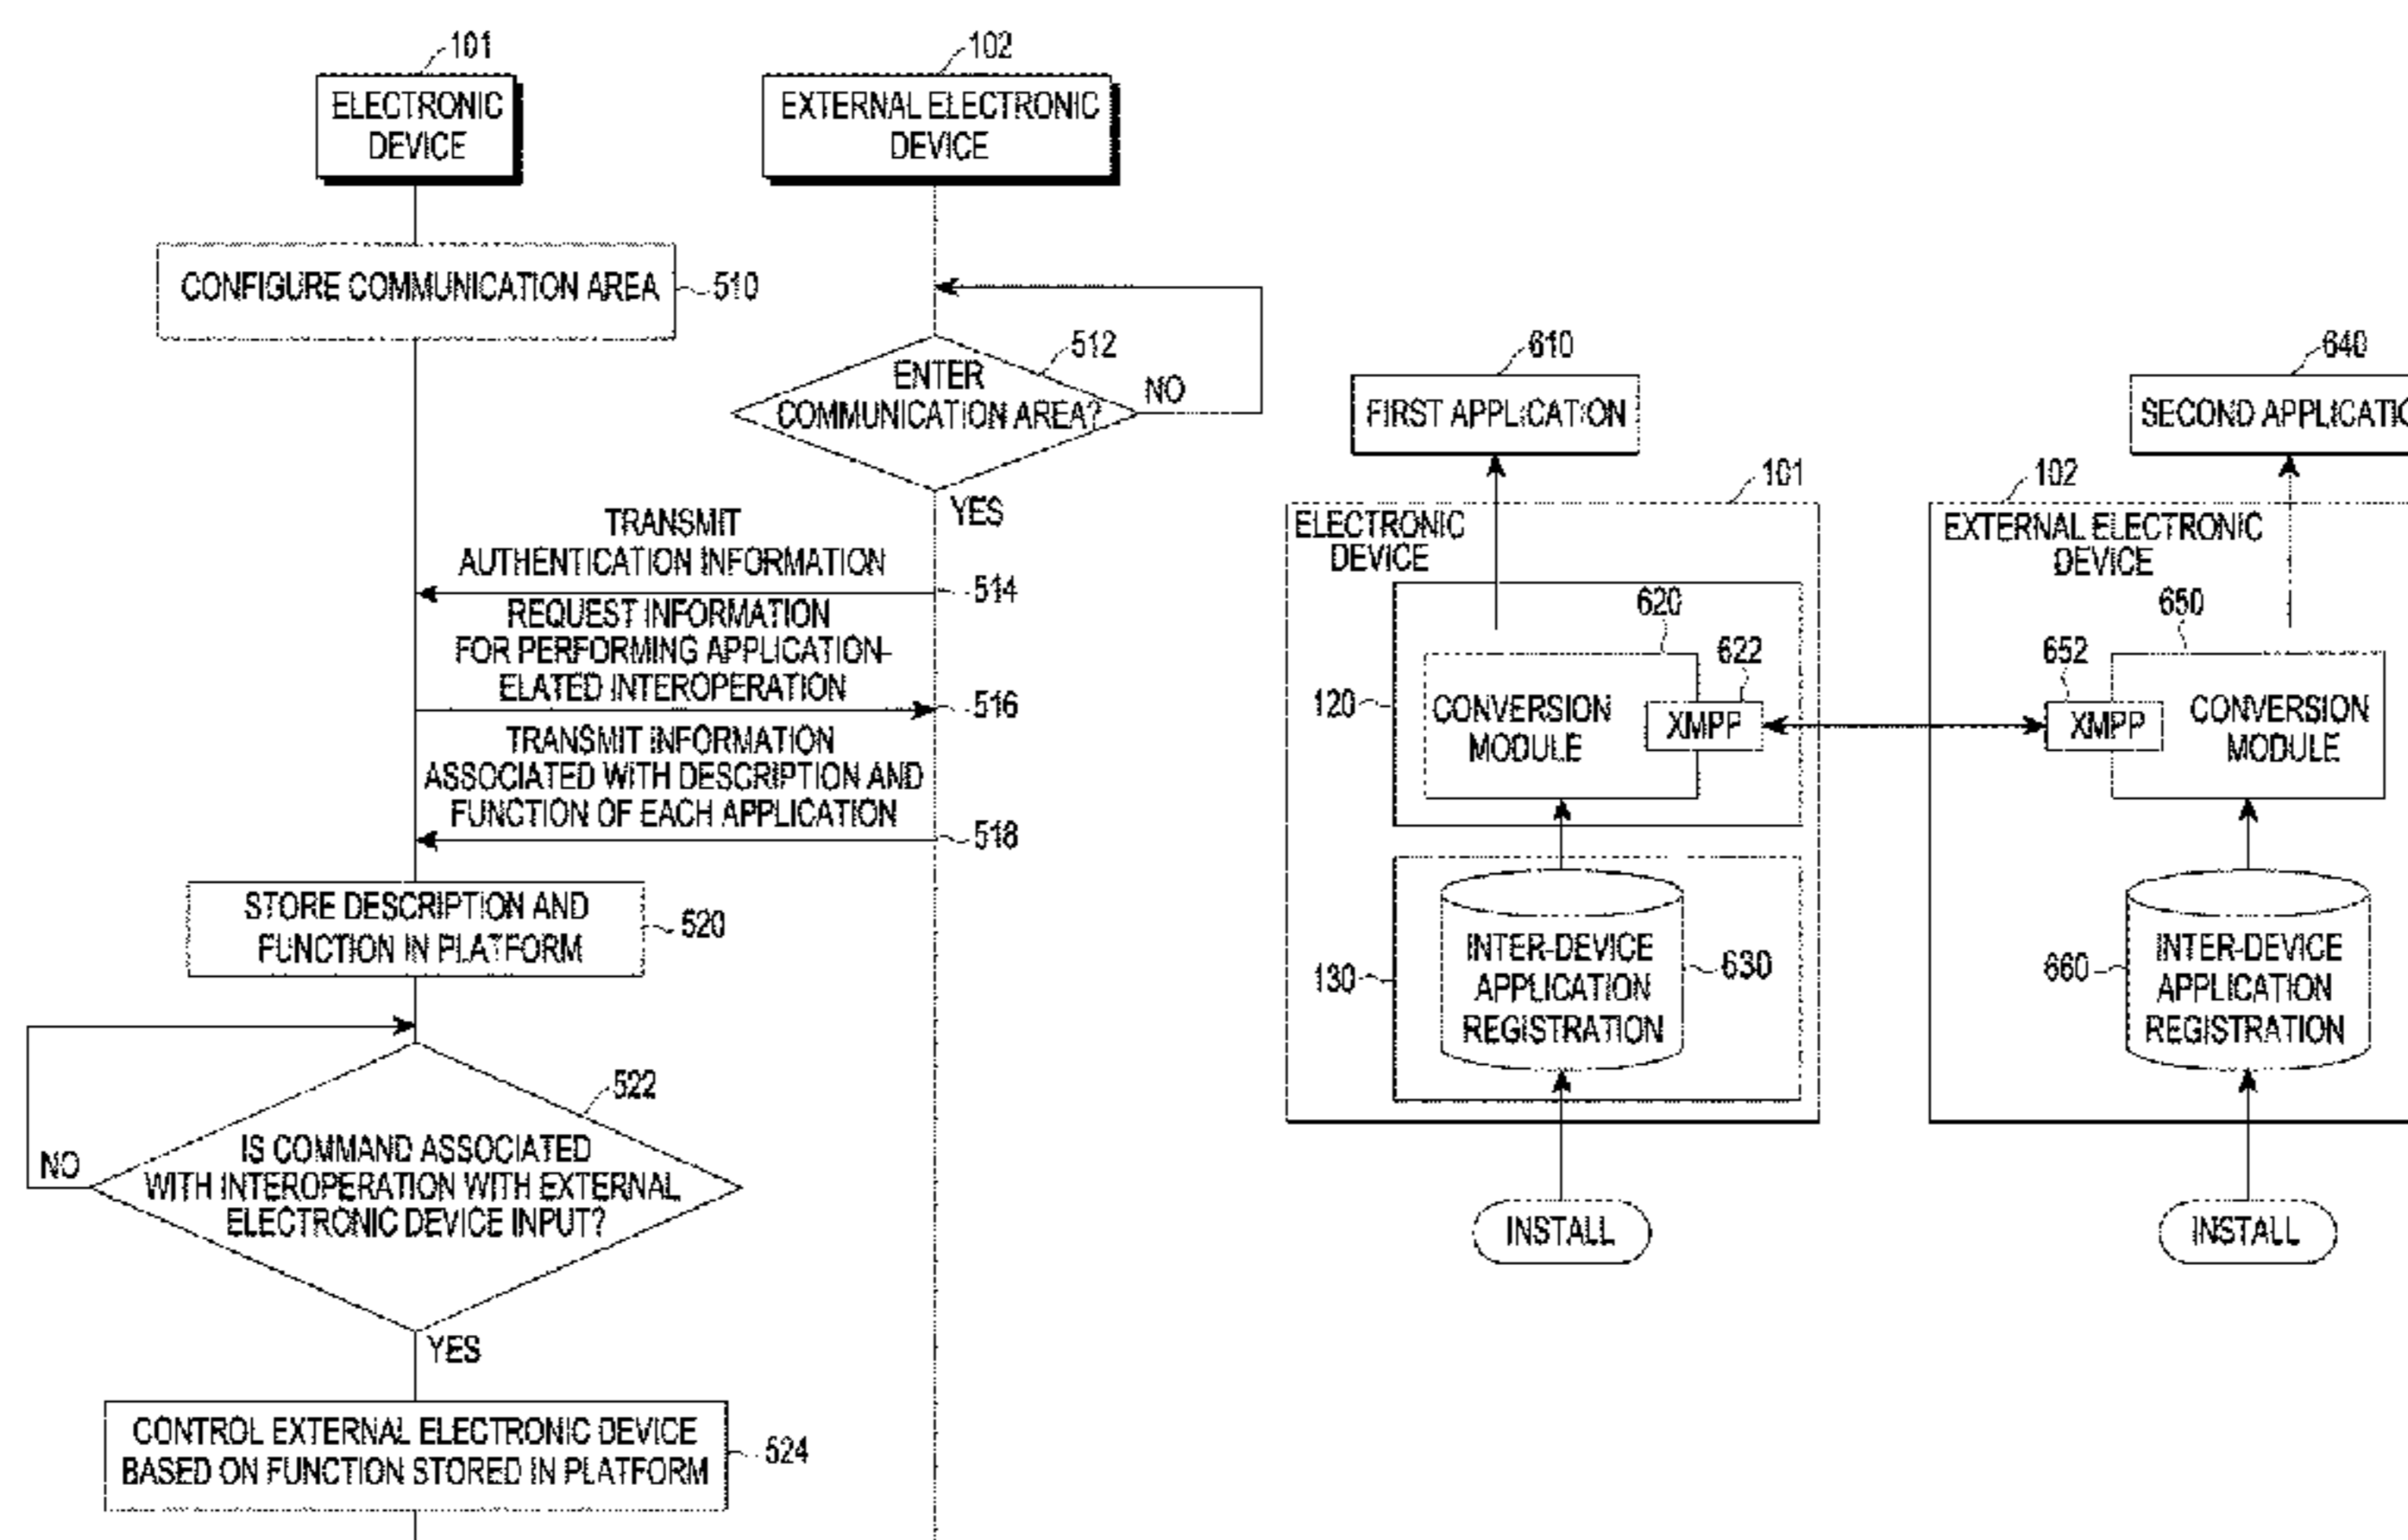 101
ELECTRONIC
DEVICE
102
EXTERNAL ELECTRONIC
DEVICE
CONFIGURE COMMUNICATION AREA
510
512
ENTER
COMMUNICATION AREA?
NO
YES
TRANSMIT
AUTHENTICATION INFORMATION
514
REQUEST INFORMATION
FOR PERFORMING APPLICATION-
ELATED INTEROPERATION
516
TRANSMIT INFORMATION
ASSOCIATED WITH DESCRIPTION AND
FUNCTION OF EACH APPLICATION
518
STORE DESCRIPTION AND
FUNCTION IN PLATFORM
520
522
IS COMMAND ASSOCIATED
WITH INTEROPERATION WITH EXTERNAL
ELECTRONIC DEVICE INPUT?
NO
YES
CONTROL EXTERNAL ELECTRONIC DEVICE
BASED ON FUNCTION STORED IN PLATFORM
524
610
FIRST APPLICATION
101
ELECTRONIC
DEVICE
620
622
120
CONVERSION
MODULE
XMPP
130
INTER-DEVICE
APPLICATION
REGISTRATION
630
INSTALL
640
SECOND APPLICATIO
102
EXTERNAL ELECTRONIC
DEVICE
650
652
XMPP
CONVERSION
MODULE
660
INTER-DEVICE
APPLICATION
REGISTRATION
INSTALL